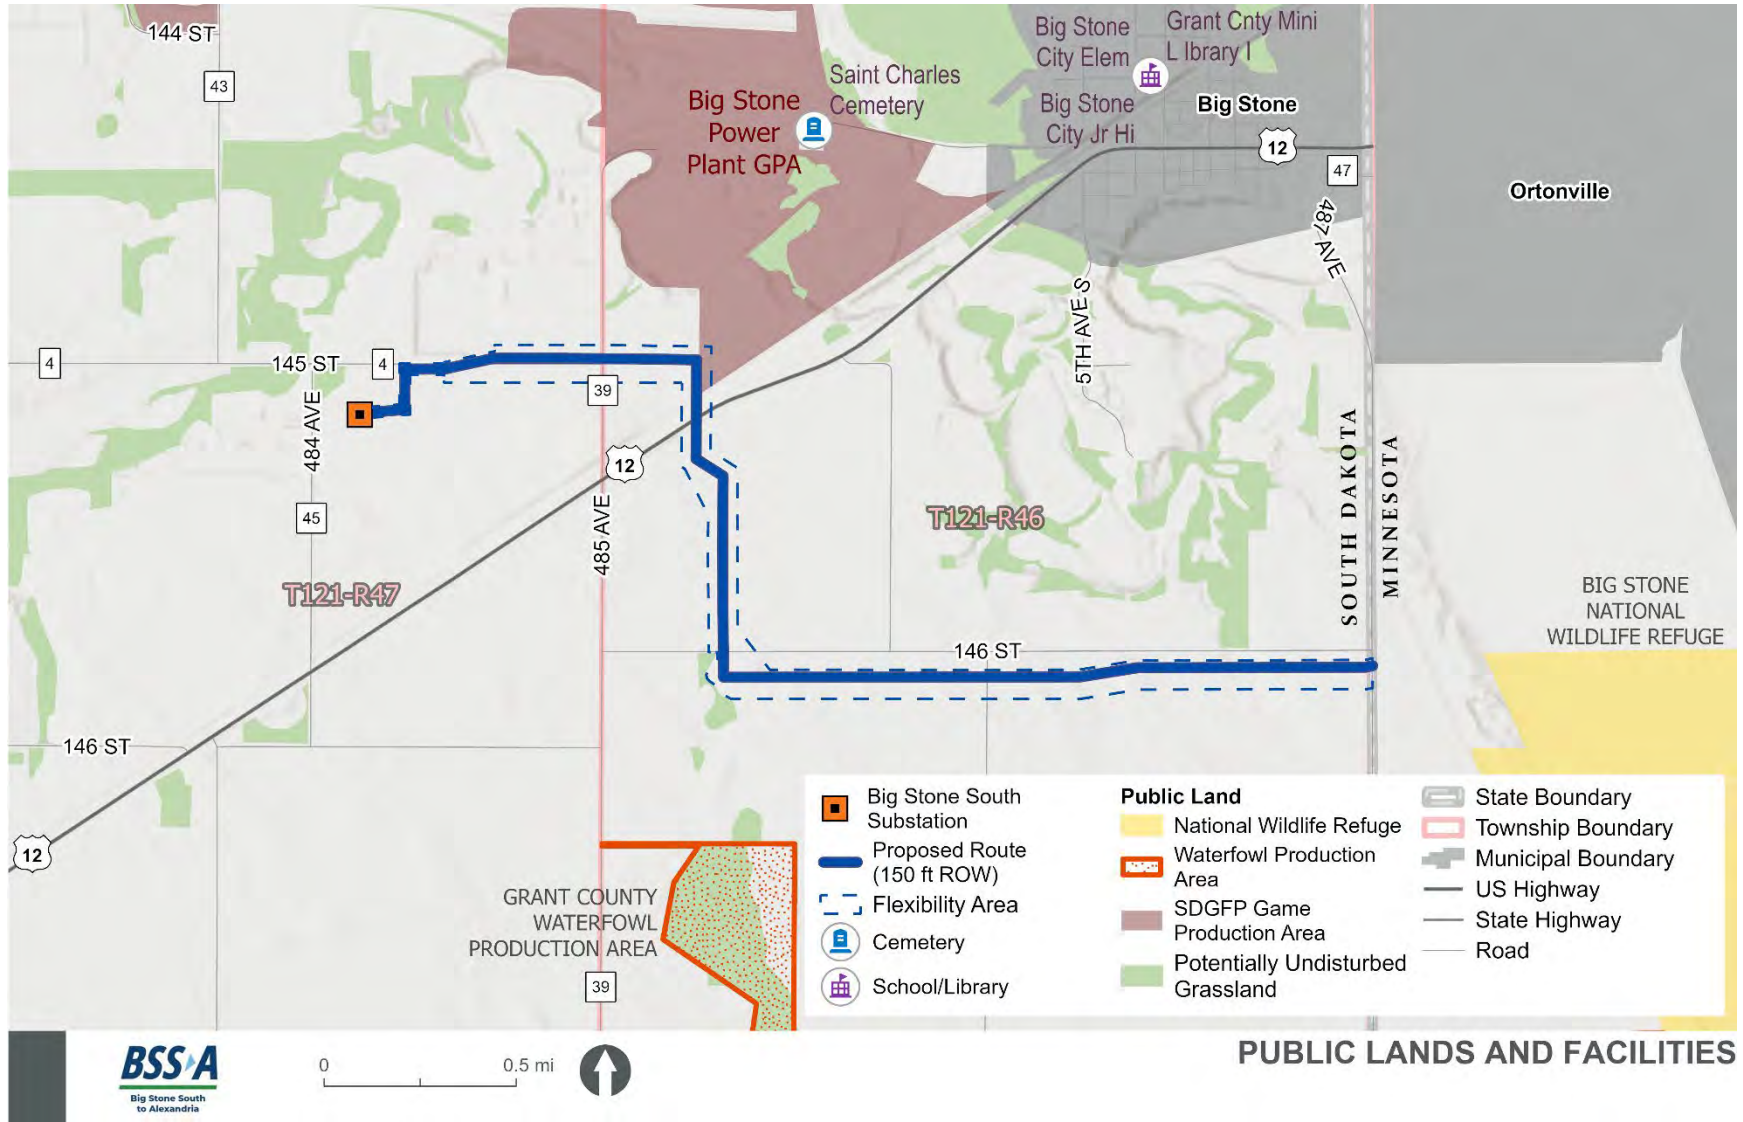 144 ST
43
Big Stone
Power
Plant GPA
Saint Charles
Cemetery
Big Stone
City Elem
Grant Cnty Mini
L Ibrary I
Big Stone
City Jr Hi
Big Stone
12
47
487 AVE
Ortonville
5TH AVE S
4
145 ST
4
39
484 AVE
12
45
485 AVE
T121-R46
T121-R47
SOUTH DAKOTA
MINNESOTA
BIG STONE
NATIONAL
WILDLIFE REFUGE
146 ST
146 ST
12
GRANT COUNTY
WATERFOWL
PRODUCTION AREA
39
Big Stone South
Substation
Proposed Route
(150 ft ROW)
Flexibility Area
Cemetery
School/Library
Public Land
National Wildlife Refuge
Waterfowl Production
Area
SDGFP Game
Production Area
Potentially Undisturbed
Grassland
State Boundary
Township Boundary
Municipal Boundary
US Highway
State Highway
Road
BSSA
Big Stone South
to Alexandria
0 0.5 mi
PUBLIC LANDS AND FACILITIES